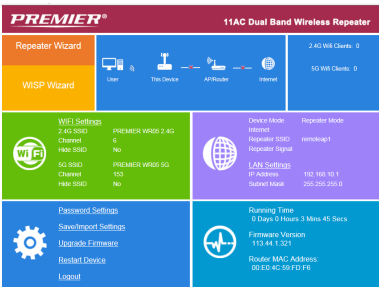 PREMIER®
11AC Dual Band Wireless Repeater
Repeater Wizard
WISP Wizard
User
This Device
AP/Router
Internet
2.4G Wifi Clients: 0
5G Wifi Clients: 0
WiFi
WIFI Settings
2.4G SSID PREMIER WR05 2.4G
Channel 6
Hide SSID No
5G SSID PREMIER WR05 5G
Channel 153
Hide SSID No
Device Mode Repeater Mode
Internet
Repeater SSID remoteap1
Repeater Signal
LAN Settings
IP Address 192.168.10.1
Subnet Mask 255.255.255.0
Password Settings
Save/Import Settings
Upgrade Firmware
Restart Device
Logout
Running Time
0 Days 0 Hours 3 Mins 45 Secs
Firmware Version
113.44.1.321
Router MAC Address:
00:E0:4C:59:FD:F6